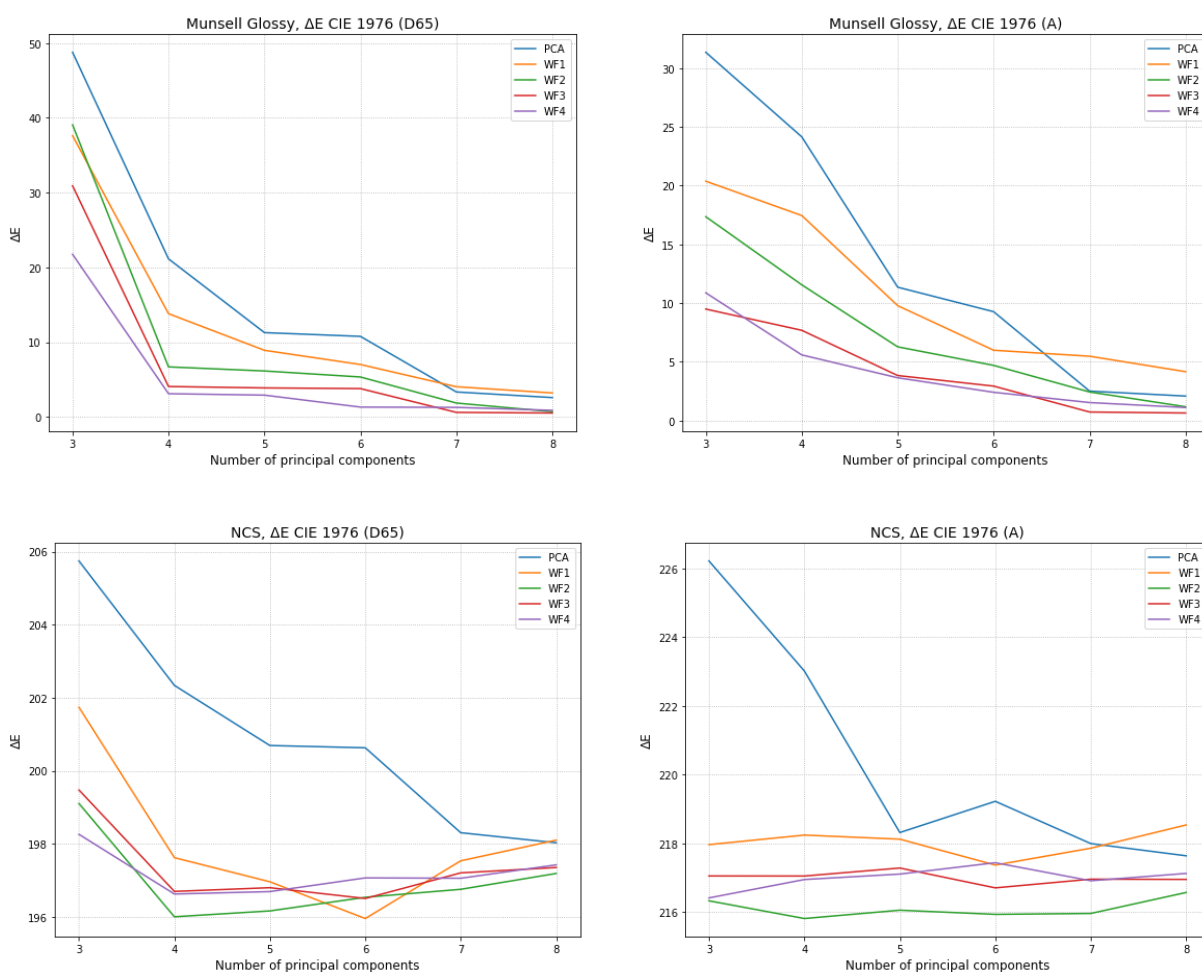 Munsell Glossy, ΔE CIE 1976 (D65)
50
40
30
20
10
0
ΔE
PCA
WF1
WF2
WF3
WF4
3 4 5 6 7 8
Number of principal components
Munsell Glossy, ΔE CIE 1976 (A)
30
25
20
15
10
5
0
ΔE
PCA
WF1
WF2
WF3
WF4
3 4 5 6 7 8
Number of principal components
NCS, ΔE CIE 1976 (D65)
206
204
202
200
198
196
ΔE
PCA
WF1
WF2
WF3
WF4
3 4 5 6 7 8
Number of principal components
NCS, ΔE CIE 1976 (A)
226
224
222
220
218
216
ΔE
PCA
WF1
WF2
WF3
WF4
3 4 5 6 7 8
Number of principal components